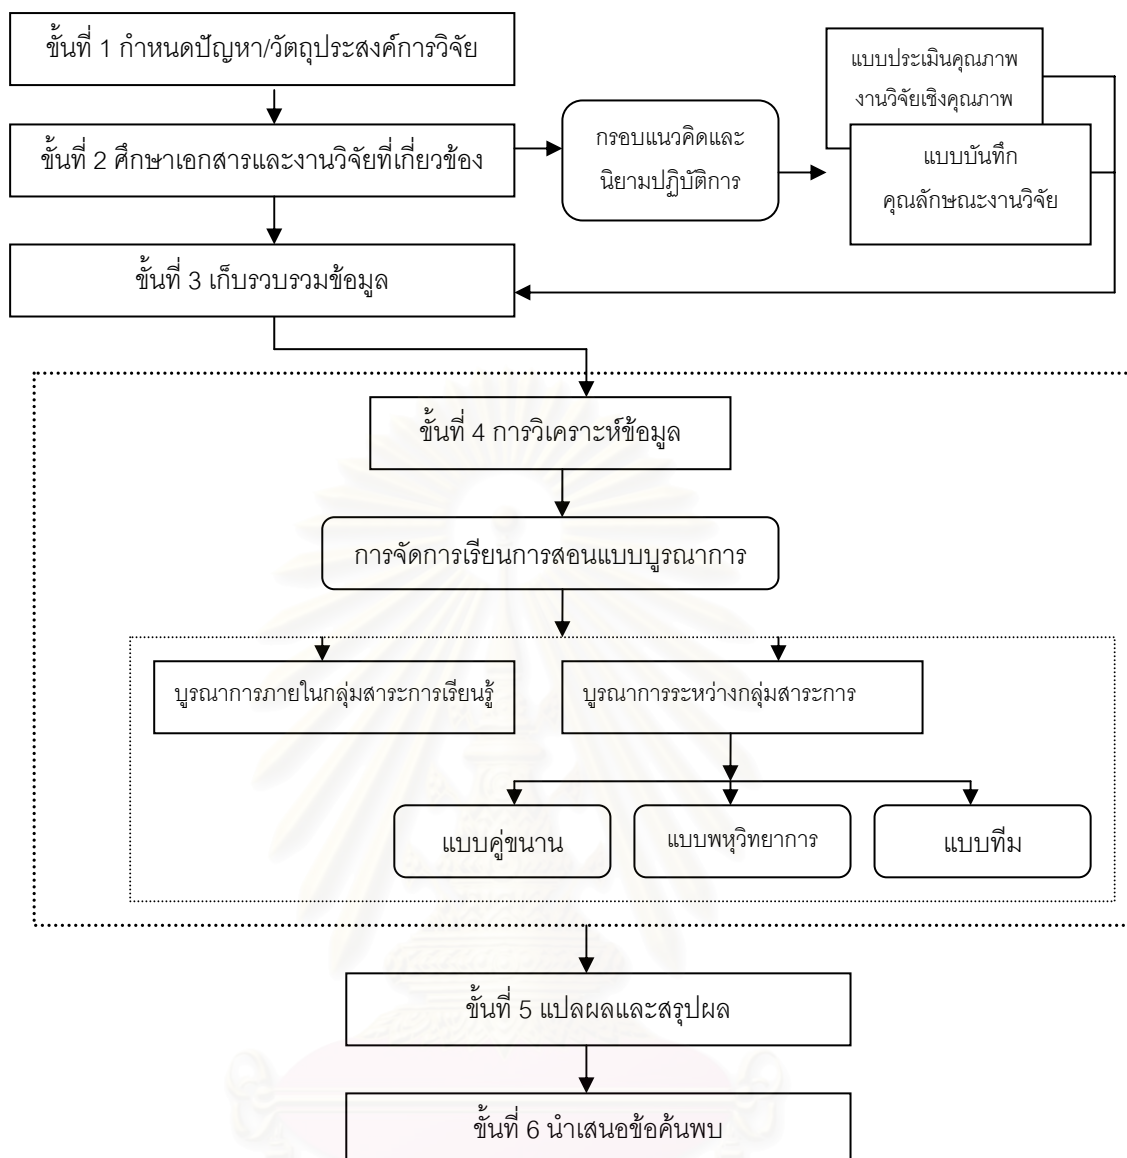 ขั้นที่ 1 กำหนดปัญหา/วัตถุประสงค์การวิจัย
ขั้นที่ 2 ศึกษาเอกสารและงานวิจัยที่เกี่ยวข้อง
กรอบแนวคิดและ
นิยามปฏิบัติการ
แบบประเมินคุณภาพ
งานวิจัยเชิงคุณภาพ
แบบบันทึก
คุณลักษณะงานวิจัย
ขั้นที่ 3 เก็บรวบรวมข้อมูล
ขั้นที่ 4 การวิเคราะห์ข้อมูล
การจัดการเรียนการสอนแบบบูรณาการ
บูรณาการภายในกลุ่มสาระการเรียนรู้
บูรณาการระหว่างกลุ่มสาระการ
แบบคู่ขนาน
แบบพหุวิทยาการ
แบบทีม
ขั้นที่ 5 แปลผลและสรุปผล
ขั้นที่ 6 นำเสนอข้อค้นพบ